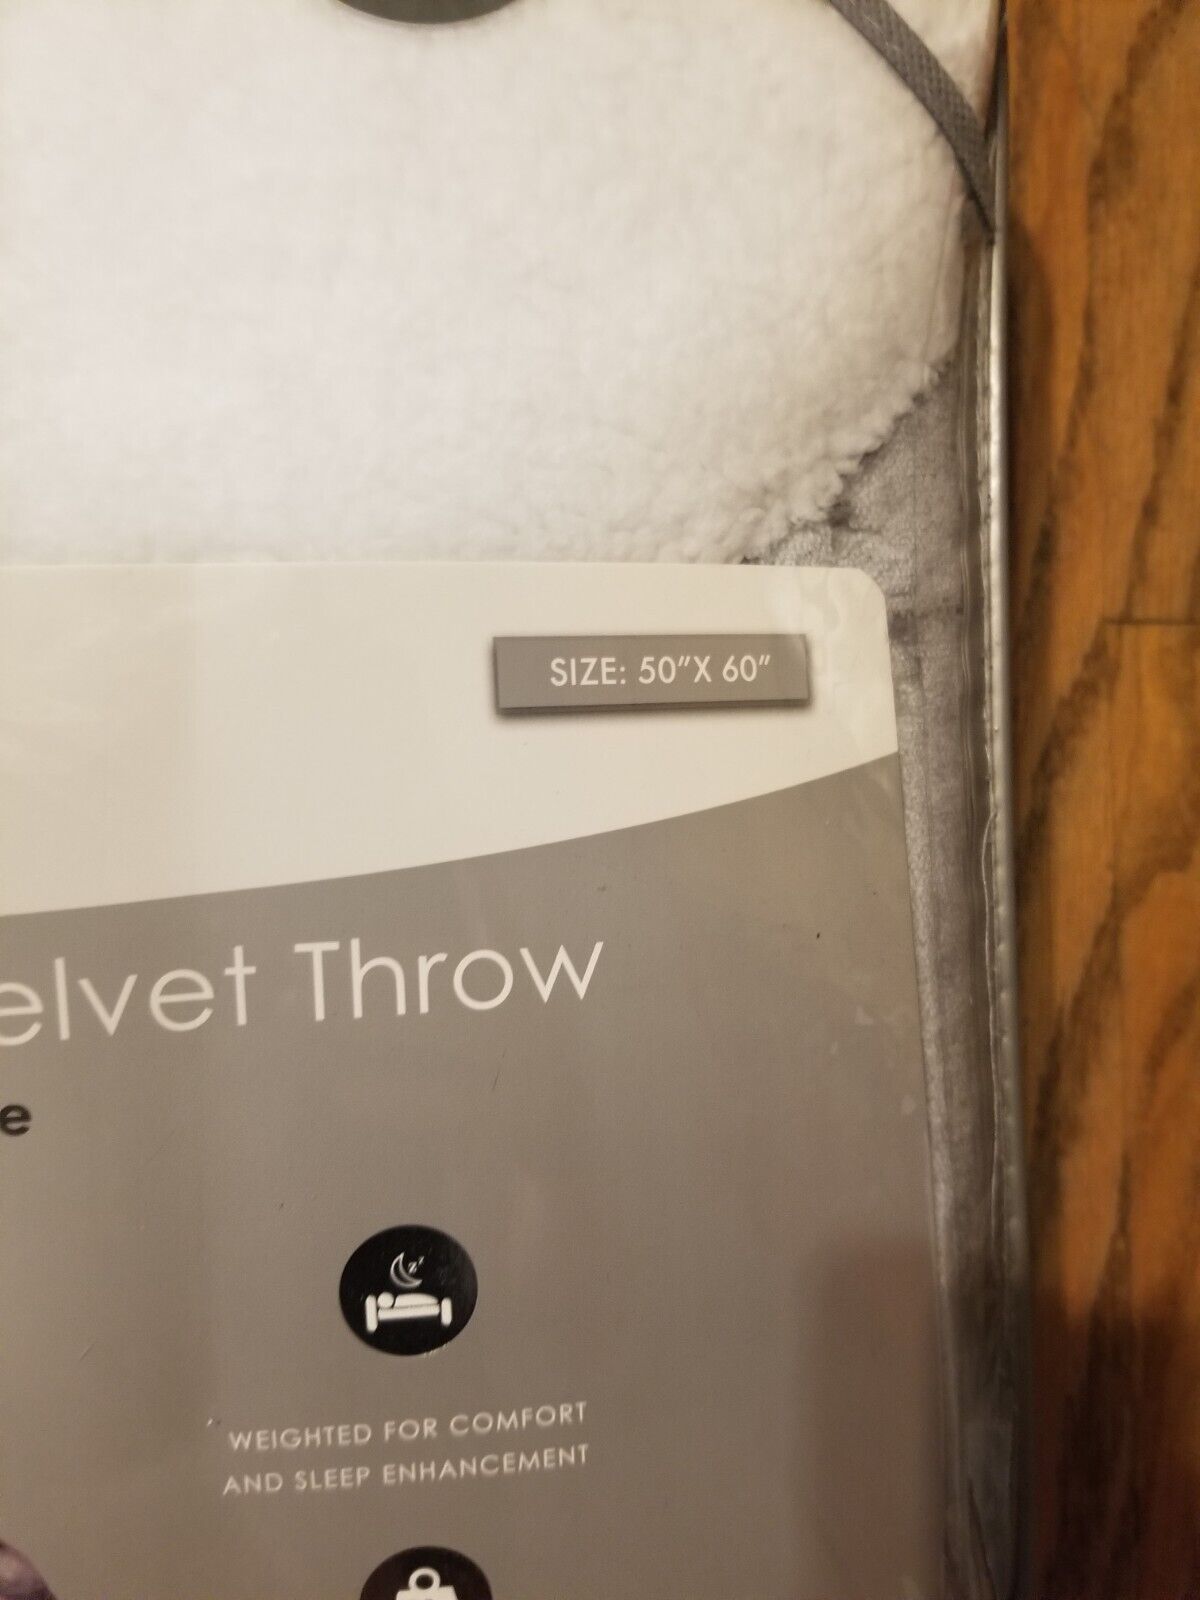 SIZE: 50"X 60"
elvet Throw
e
WEIGHTED FOR COMFORT
AND SLEEP ENHANCEMENT